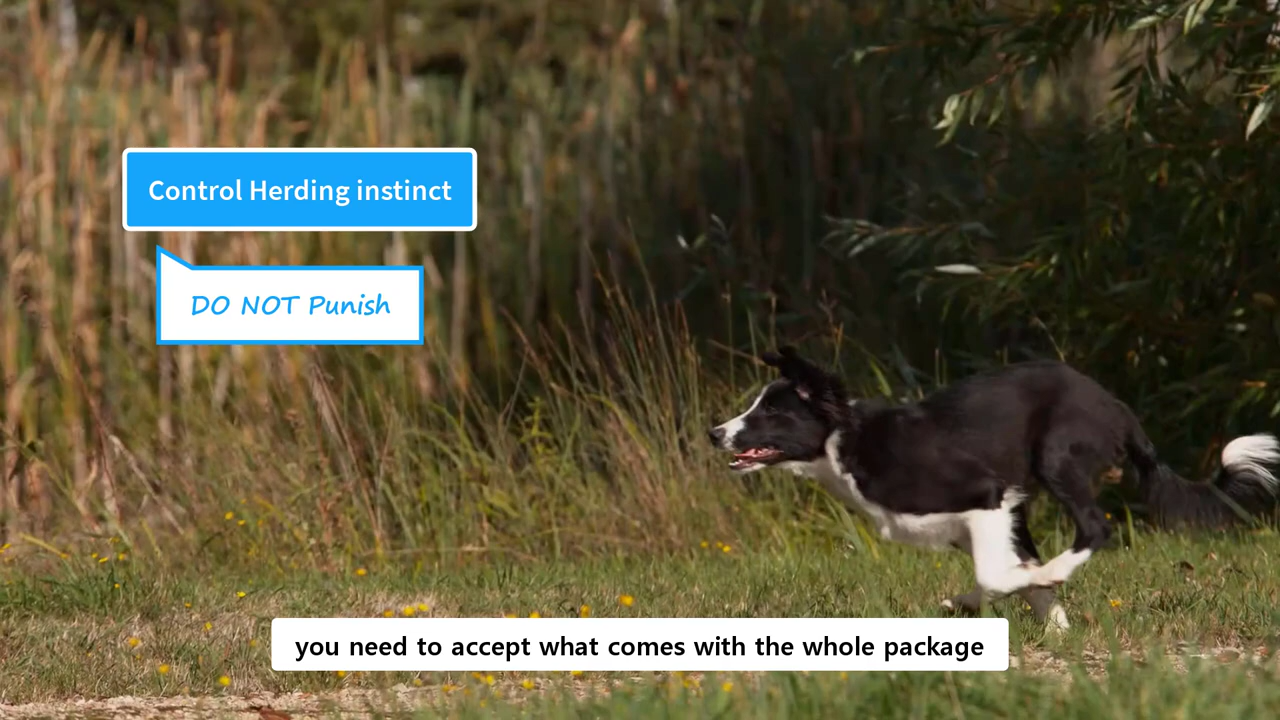 Control Herding instinct
DO NOT Punish
you need to accept what comes with the whole package